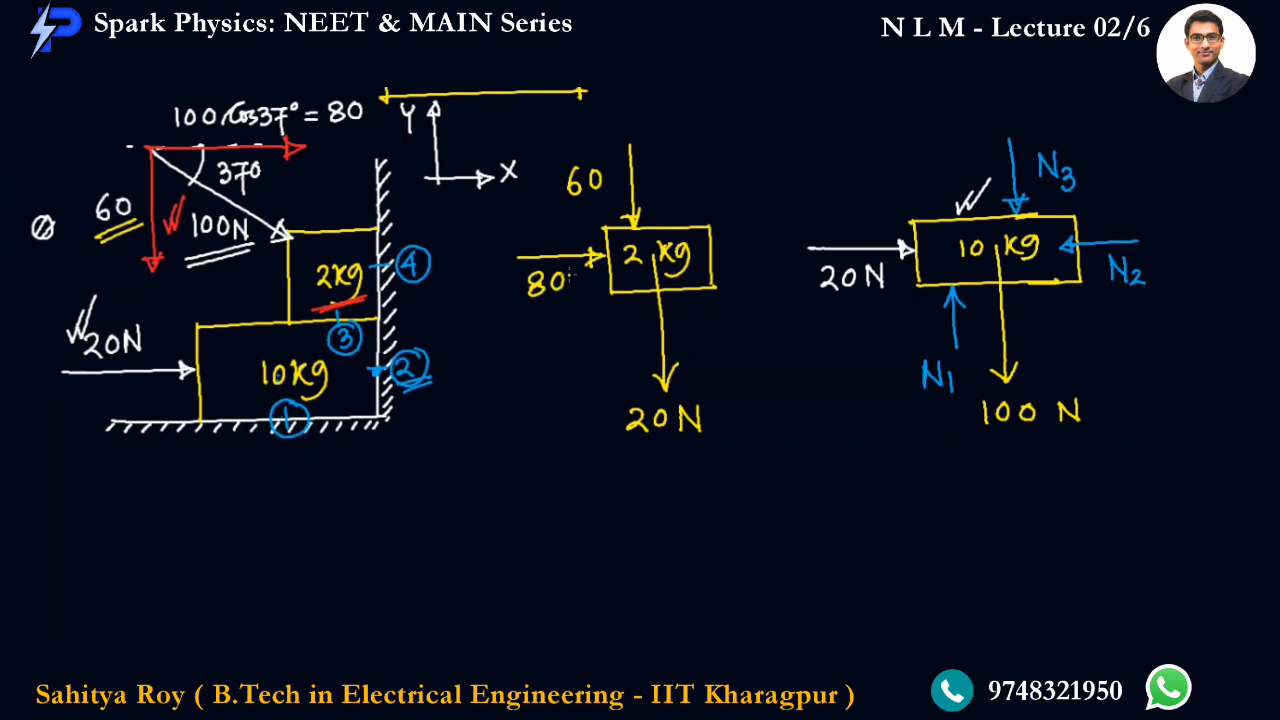 Spark Physics: NEET & MAIN Series
N L M - Lecture 02/6
100 Cos37° = 80
Y
X
37°
60
100N
2kg
4
3
20N
10kg
2
1
60
80
2 kg
20 N
N3
20 N
10 kg
N2
N1
100 N
Sahitya Roy ( B.Tech in Electrical Engineering - IIT Kharagpur )
9748321950